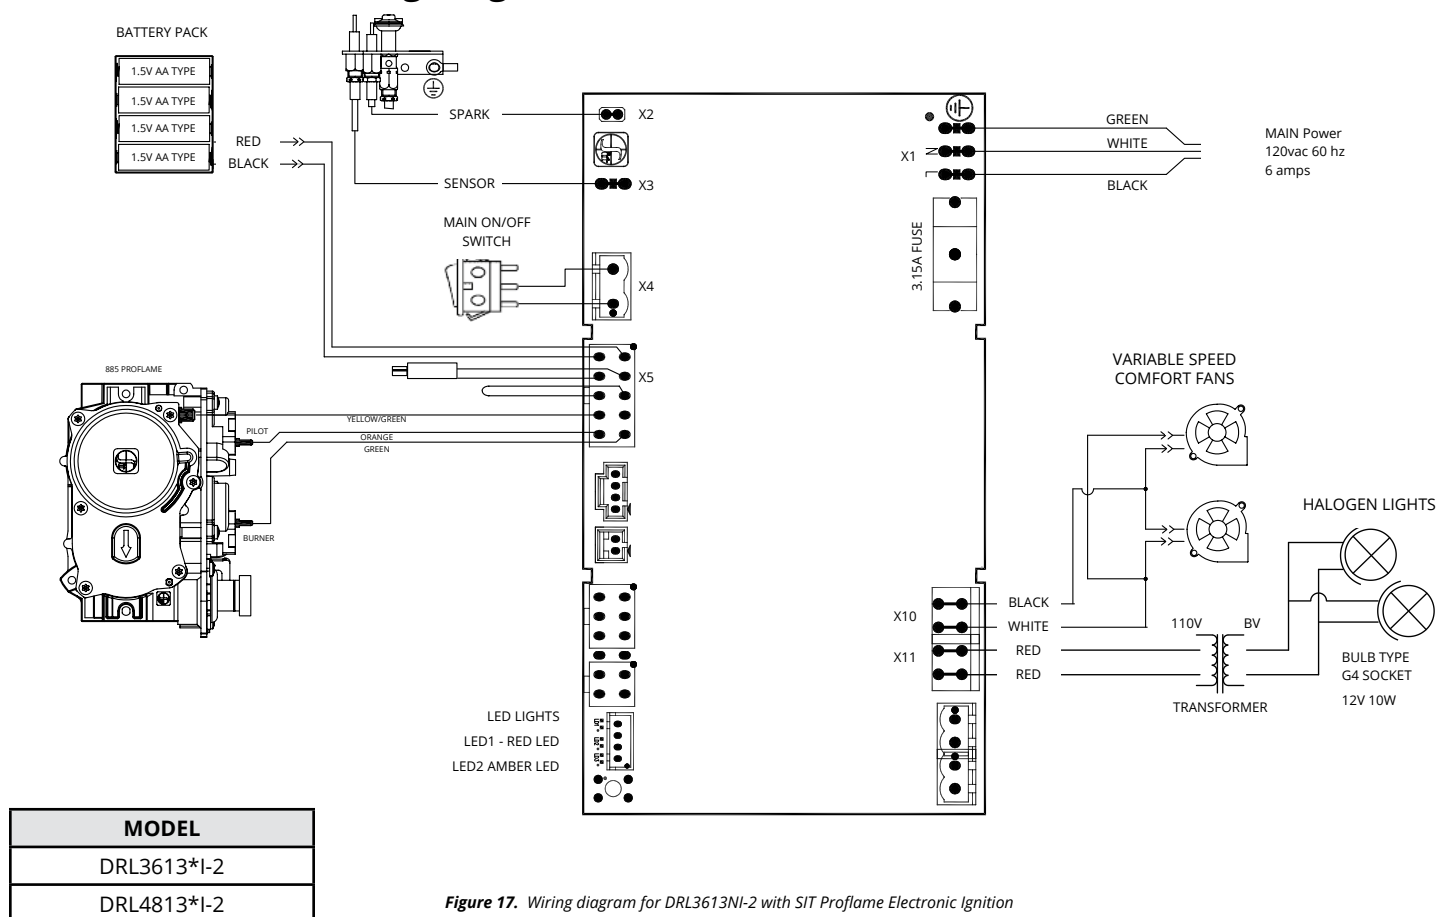 BATTERY PACK
1.5V AA TYPE
1.5V AA TYPE
1.5V AA TYPE
1.5V AA TYPE
RED
BLACK
SPARK
X2
SENSOR
X3
MAIN ON/OFF
SWITCH
X4
X5
885 PROFLAME
YELLOW/GREEN
PILOT
ORANGE
GREEN
BURNER
LED LIGHTS
LED1 - RED LED
LED2 AMBER LED
X1
N
L
GREEN
WHITE
BLACK
MAIN Power
120vac 60 hz
6 amps
3.15A FUSE
VARIABLE SPEED
COMFORT FANS
HALOGEN LIGHTS
X10
BLACK
WHITE
X11
RED
RED
110V
8V
TRANSFORMER
BULB TYPE
G4 SOCKET
12V 10W
MODEL
DRL3613*I-2
DRL4813*I-2
Figure 17. Wiring diagram for DRL3613NI-2 with SIT Proflame Electronic Ignition